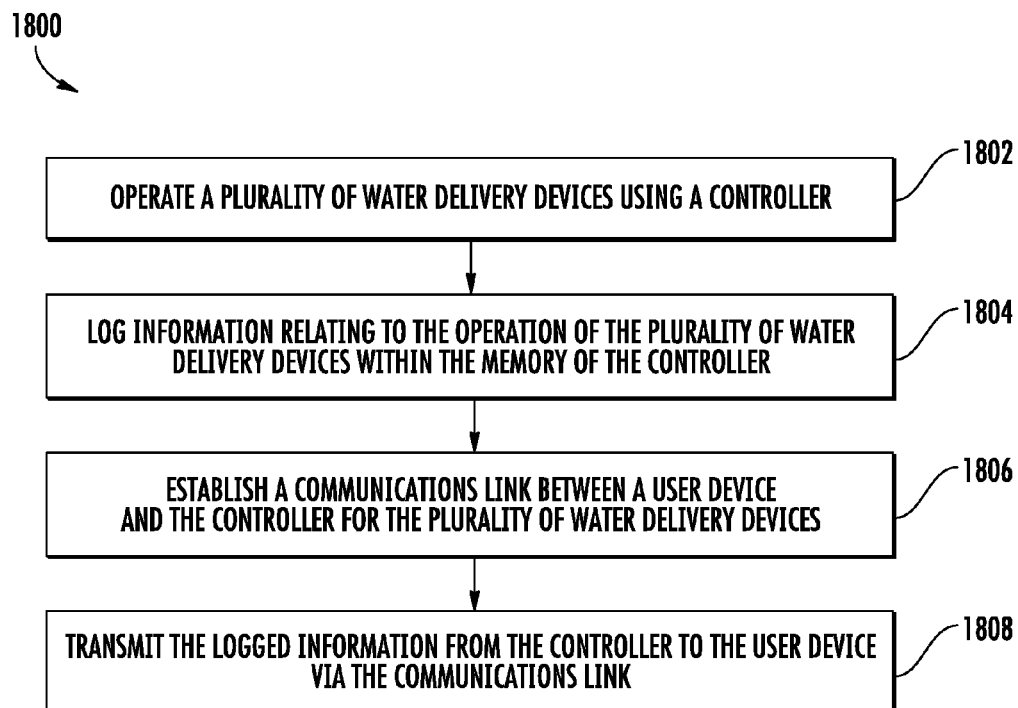 1800
OPERATE A PLURALITY OF WATER DELIVERY DEVICES USING A CONTROLLER
1802
LOG INFORMATION RELATING TO THE OPERATION OF THE PLURALITY OF WATER
DELIVERY DEVICES WITHIN THE MEMORY OF THE CONTROLLER
1804
ESTABLISH A COMMUNICATIONS LINK BETWEEN A USER DEVICE
AND THE CONTROLLER FOR THE PLURALITY OF WATER DELIVERY DEVICES
1806
TRANSMIT THE LOGGED INFORMATION FROM THE CONTROLLER TO THE USER DEVICE
VIA THE COMMUNICATIONS LINK
1808